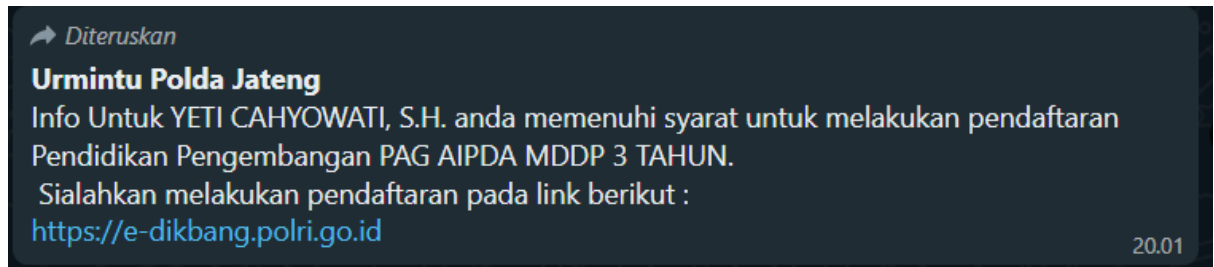 Diteruskan
Urmintu Polda Jateng
Info Untuk YETI CAHYOWATI, S.H. anda memenuhi syarat untuk melakukan pendaftaran
Pendidikan Pengembangan PAG AIPDA MDDP 3 TAHUN.
Sialahkan melakukan pendaftaran pada link berikut :
https://e-dikbang.polri.go.id
20.01